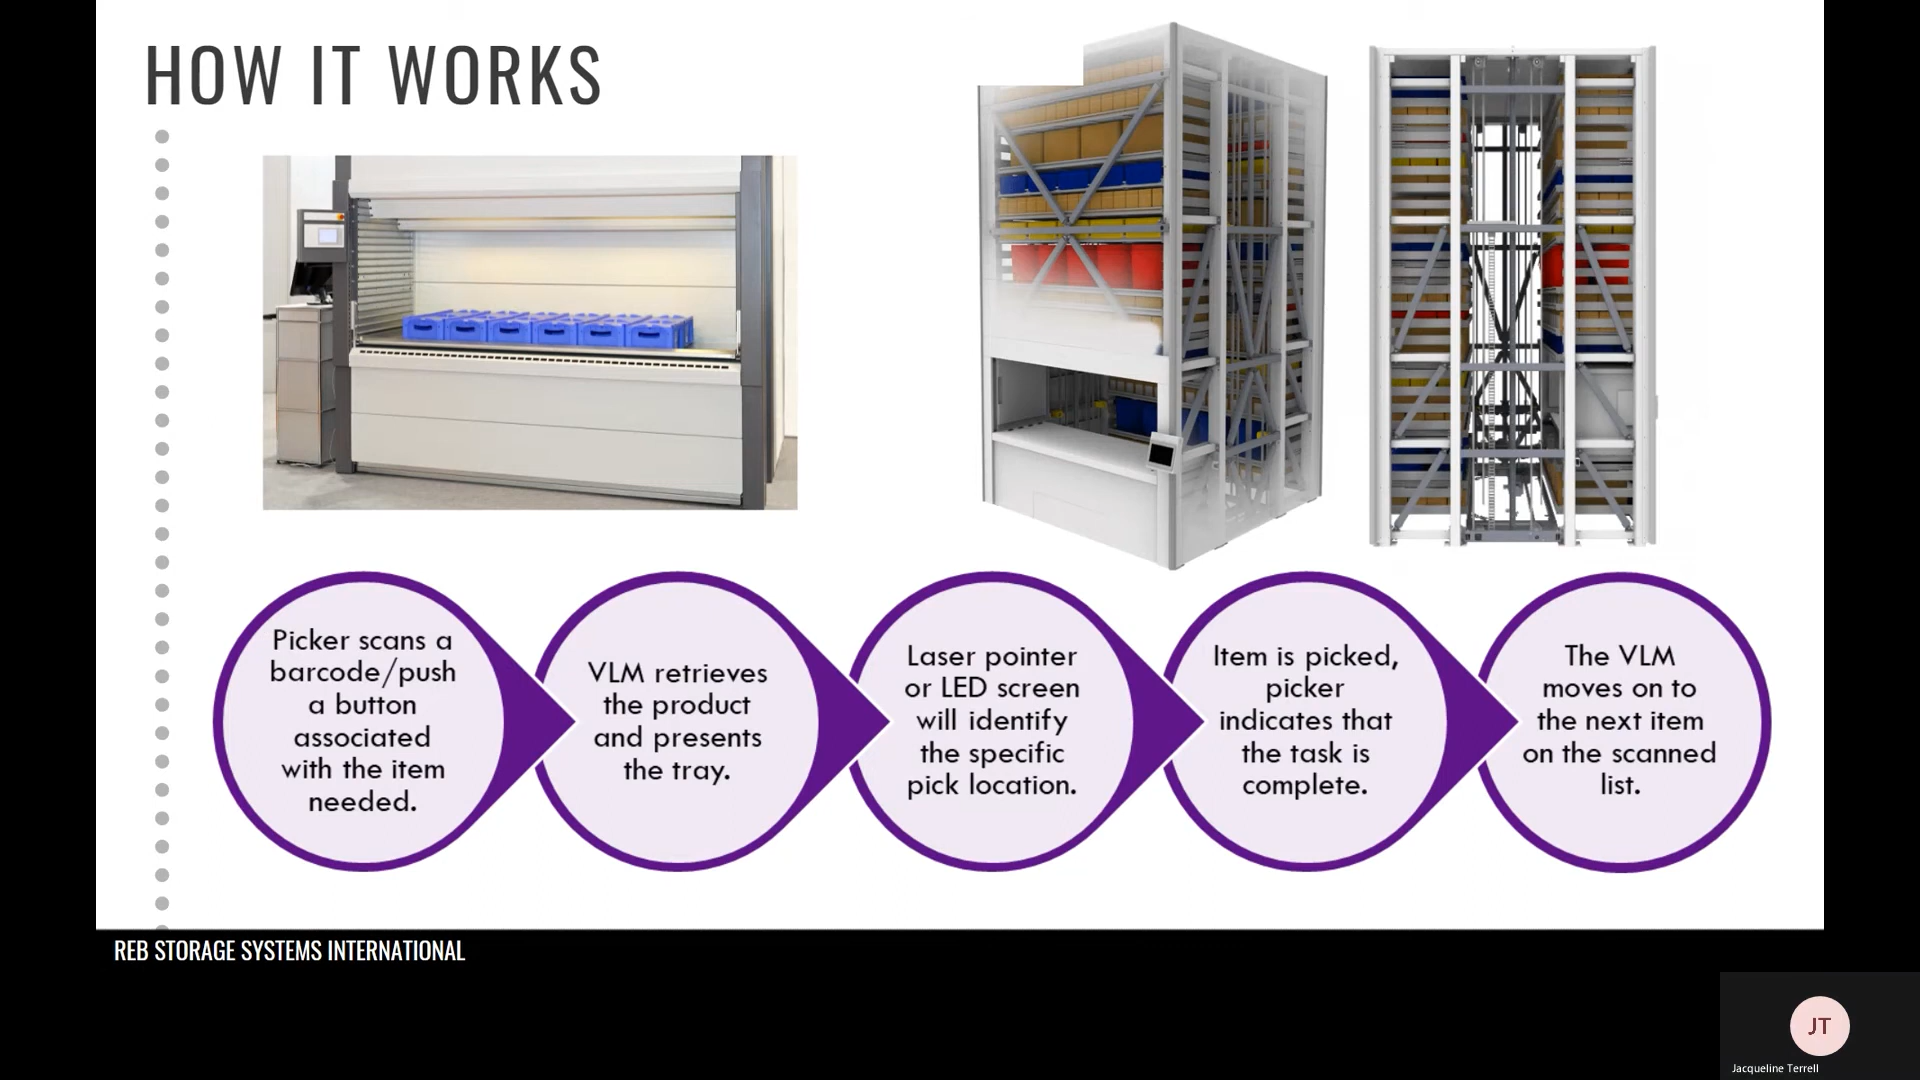 HOW IT WORKS
Picker scans a
barcode/push
a button
associated
with the item
needed.
VLM retrieves
the product
and presents
the tray.
Laser pointer
or LED screen
will identify
the specific
pick location.
Item is picked,
picker
indicates that
the task is
complete.
The VLM
moves on to
the next item
on the scanned
list.
REB STORAGE SYSTEMS INTERNATIONAL
JT
Jacqueline Terrell